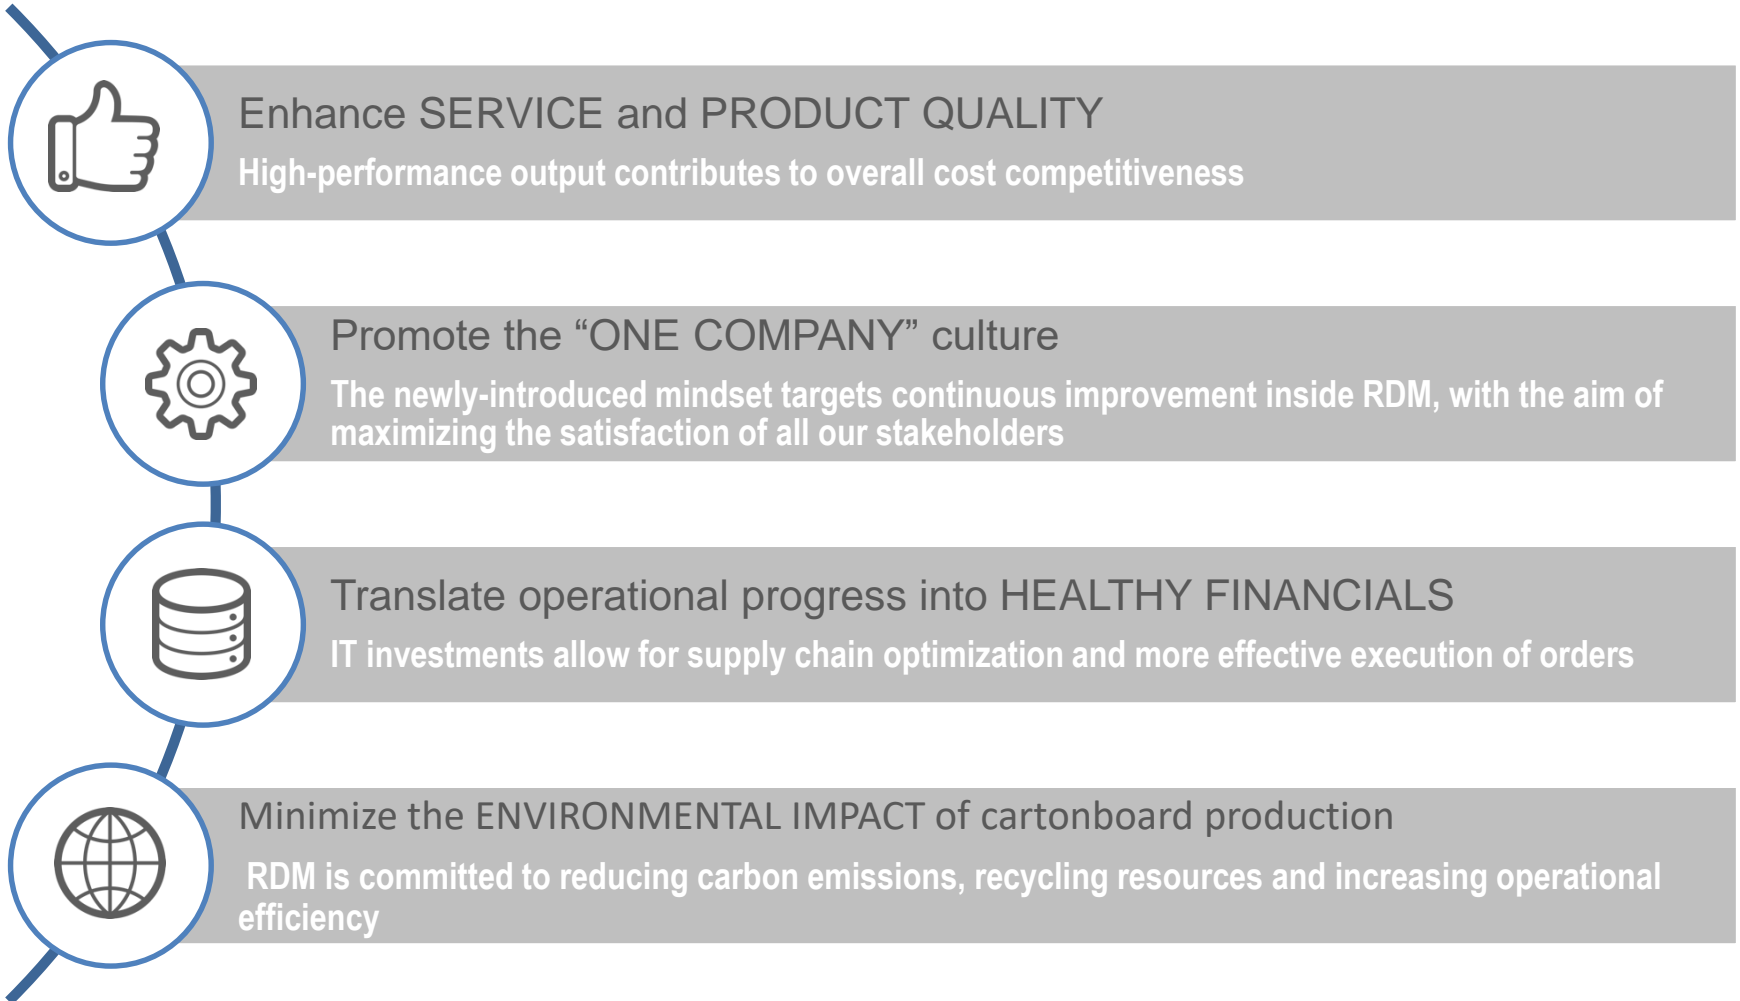 Enhance SERVICE and PRODUCT QUALITY
High-performance output contributes to overall cost competitiveness
Promote the “ONE COMPANY” culture
The newly-introduced mindset targets continuous improvement inside RDM, with the aim of
maximizing the satisfaction of all our stakeholders
Translate operational progress into HEALTHY FINANCIALS
IT investments allow for supply chain optimization and more effective execution of orders
Minimize the ENVIRONMENTAL IMPACT of cartonboard production
RDM is committed to reducing carbon emissions, recycling resources and increasing operational
efficiency